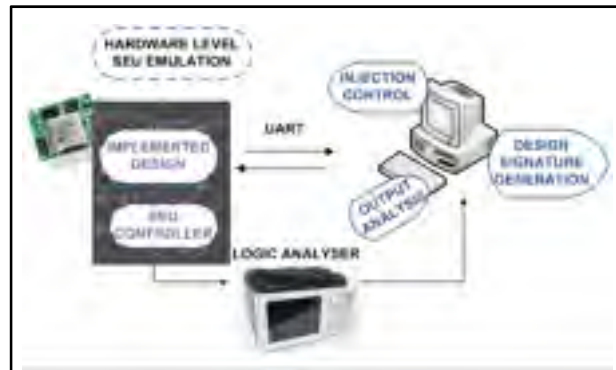 HARDWARE LEVEL
SEU EMULATION
INJECTION
CONTROL
UART
IMPLEMENTED
DESIGN
DESIGN
SIGNATURE
GENERATION
OUTPUT
ANALYSIS
SEU
CONTROLLER
LOGIC ANALYSER